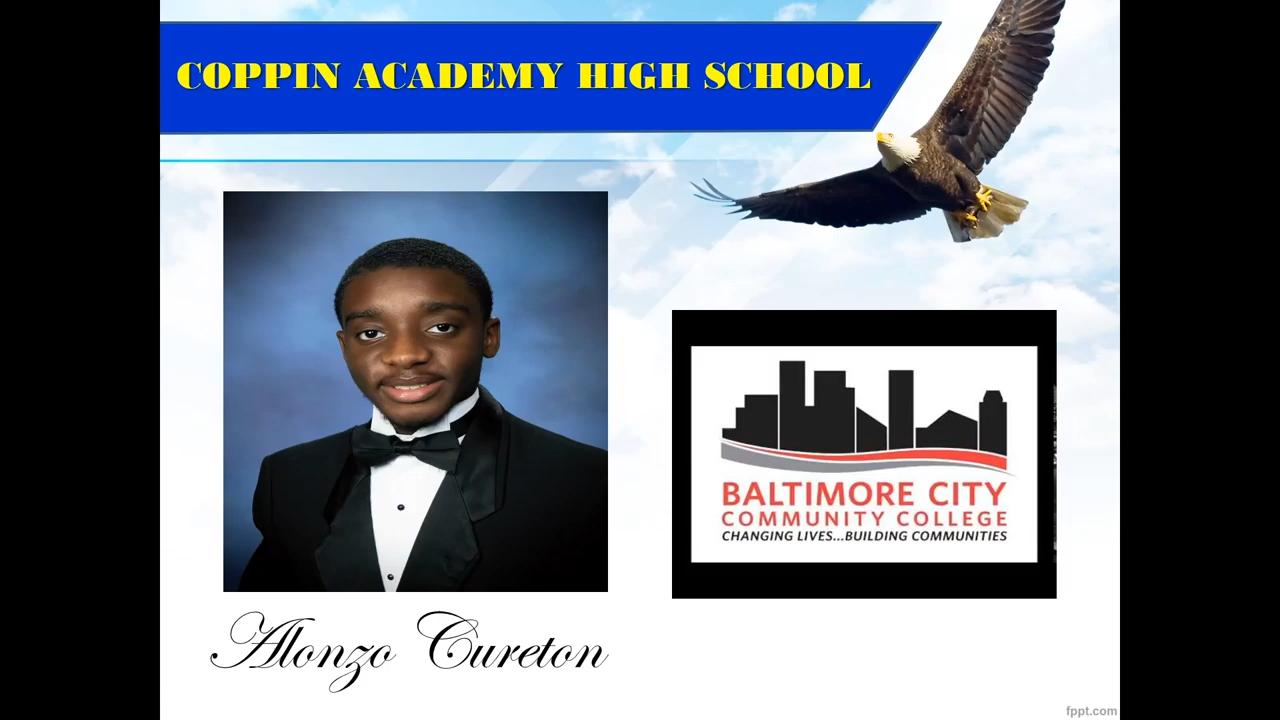 COPPIN ACADEMY HIGH SCHOOL
BALTIMORE CITY
COMMUNITY COLLEGE
CHANGING LIVES...BUILDING COMMUNITIES
Alonzo Cureton
fppt.com